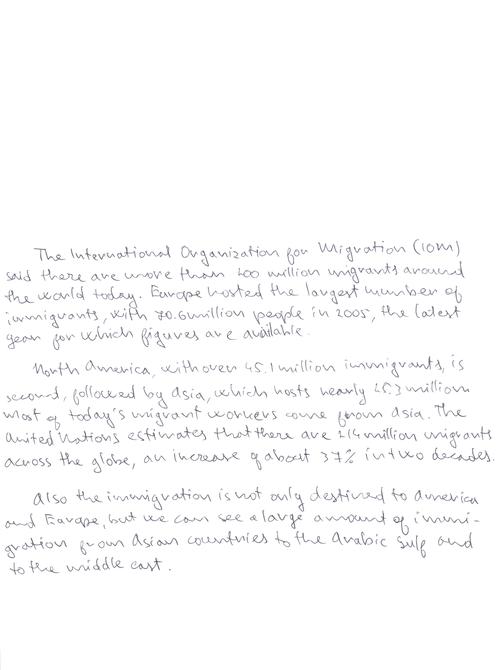 The International Organization for Migration (IOM)
said there are more than 200 million migrants around
the world today. Europe hosted the largest number of
immigrants, with 70.6 million people in 2005, the latest
year for which figures are available.
North America, with over 45.1 million immigrants, is
second, followed by Asia, which hosts nearly 25.3 million
most of today's migrant workers come from Asia. The
United Nations estimates that there are 214 million migrants
across the globe, an increase of about 37% in two decades.
Also the immigration is not only destined to America
and Europe, but we can see a large amount of immi-
gration from Asian countries to the Arabic Gulf and
to the middle east.